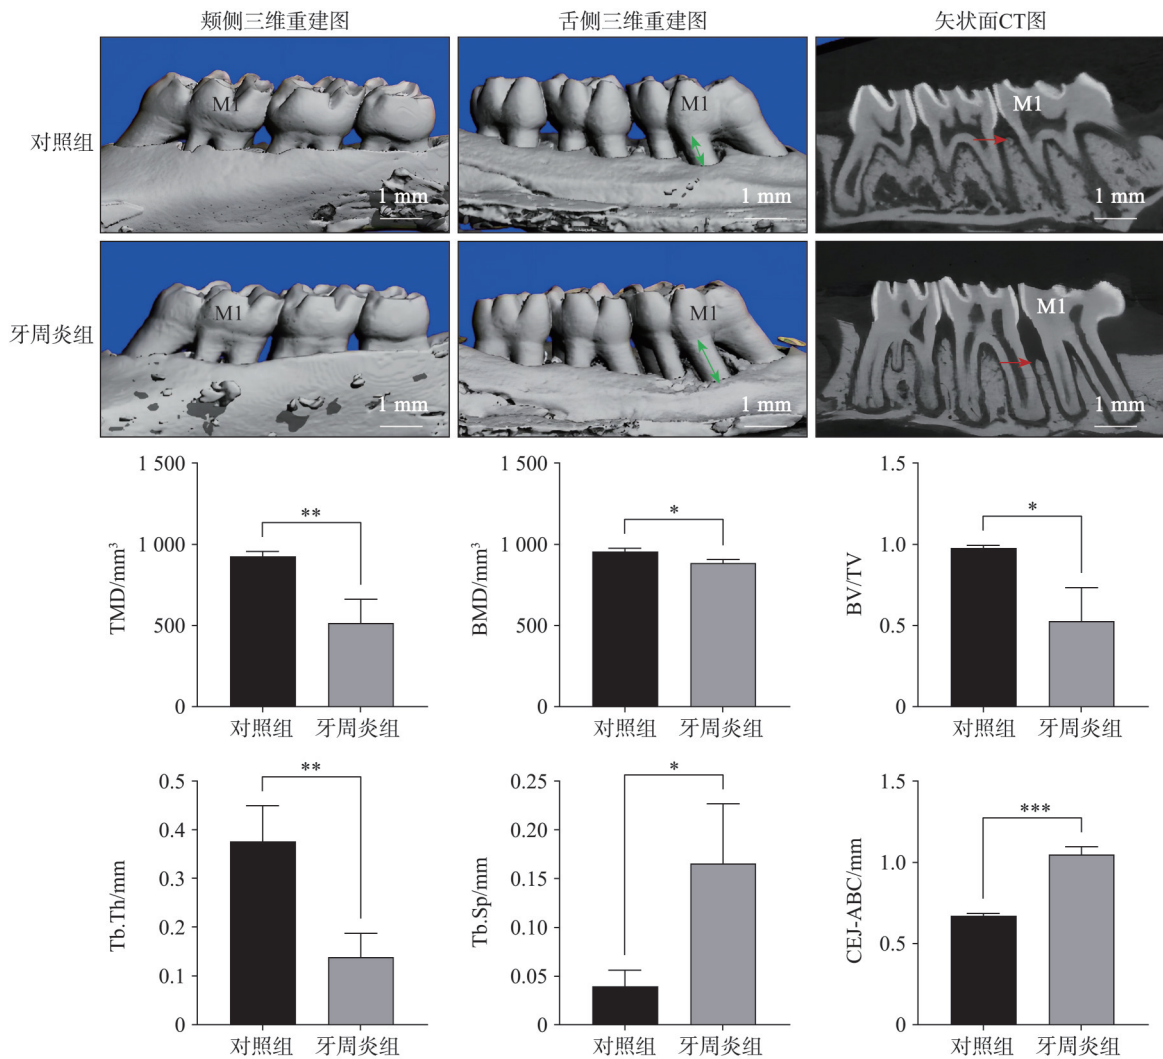 颊侧三维重建图 舌侧三维重建图 矢状面CT图
对照组
M1 M1 M1
1 mm 1 mm 1 mm
牙周炎组
M1 M1 M1
1 mm 1 mm 1 mm
TMD/mm³
1 500
1 000
500
0
**
对照组 牙周炎组
BMD/mm³
1 500
1 000
500
0
*
对照组 牙周炎组
BV/TV
1.5
1.0
0.5
0
*
对照组 牙周炎组
Tb.Th/mm
0.5
0.4
0.3
0.2
0.1
0
**
对照组 牙周炎组
Tb.Sp/mm
0.25
0.20
0.15
0.10
0.05
0
*
对照组 牙周炎组
CEJ-ABC/mm
1.5
1.0
0.5
0
***
对照组 牙周炎组